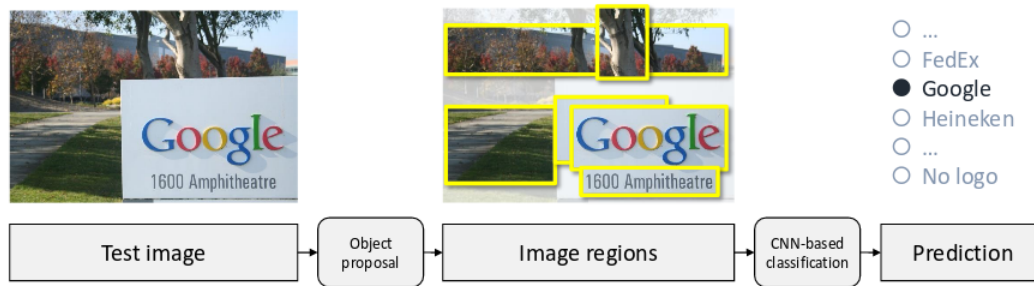 Google
1600 Amphitheatre
Google
1600 Amphitheatre
...
FedEx
Google
Heineken
...
No logo
Test image
Object
proposal
Image regions
CNN-based
classification
Prediction